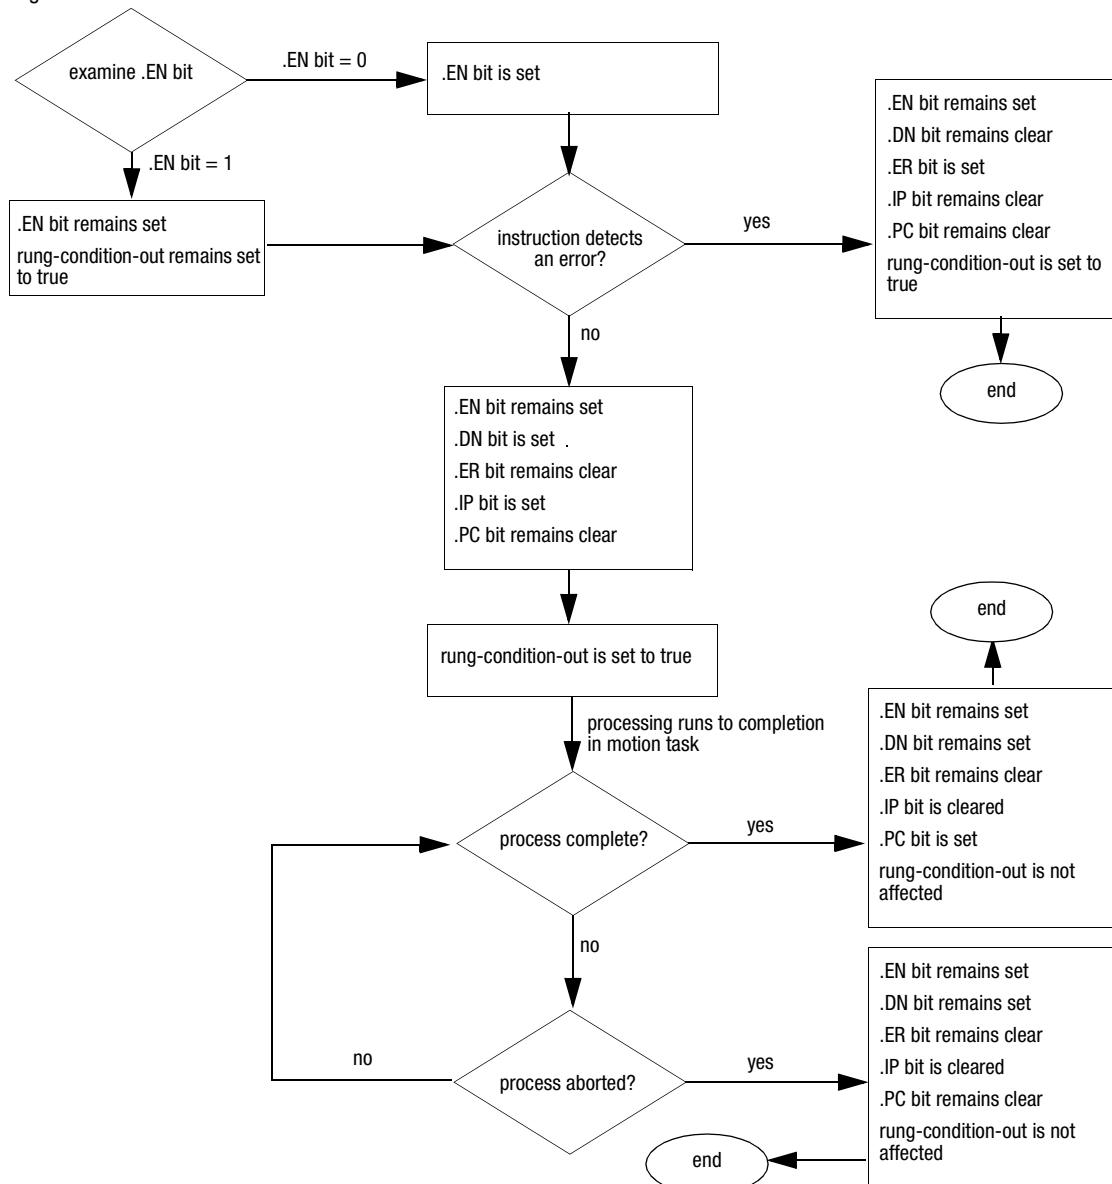 examine .EN bit
.EN bit = 0
.EN bit is set
.EN bit = 1
.EN bit remains set
rung-condition-out remains set
to true
instruction detects
an error?
yes
.EN bit remains set
.DN bit remains clear
.ER bit is set
.IP bit remains clear
.PC bit remains clear
rung-condition-out is set to
true
end
no
.EN bit remains set
.DN bit is set .
.ER bit remains clear
.IP bit is set
.PC bit remains clear
rung-condition-out is set to true
processing runs to completion
in motion task
process complete?
yes
end
.EN bit remains set
.DN bit remains set
.ER bit remains clear
.IP bit is cleared
.PC bit is set
rung-condition-out is not
affected
no
process aborted?
no
yes
.EN bit remains set
.DN bit remains set
.ER bit remains clear
.IP bit is cleared
.PC bit remains clear
rung-condition-out is not
affected
end